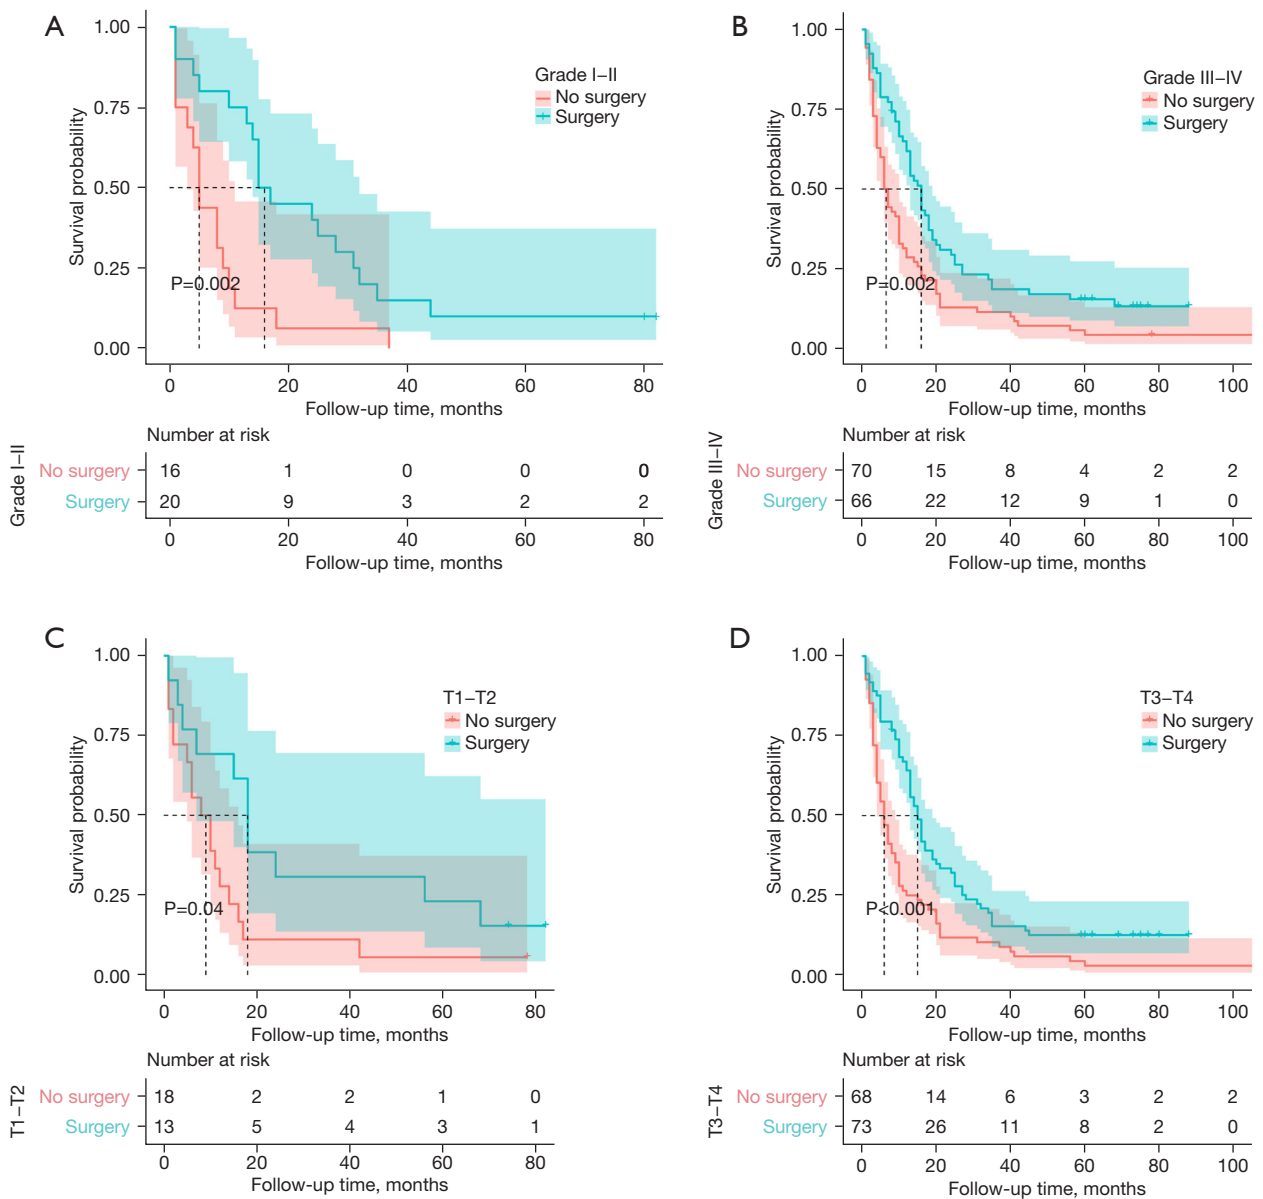 A
Grade I–II
No surgery
Surgery
Survival probability
1.00
0.75
0.50
0.25
0.00
P=0.002
0 20 40 60 80
Follow-up time, months
Number at risk
Grade I–II
No surgery 16 1 0 0 0
Surgery 20 9 3 2 2
0 20 40 60 80
Follow-up time, months
B
Grade III–IV
No surgery
Surgery
Survival probability
1.00
0.75
0.50
0.25
0.00
P=0.002
0 20 40 60 80 100
Follow-up time, months
Number at risk
Grade III–IV
No surgery 70 15 8 4 2 2
Surgery 66 22 12 9 1 0
0 20 40 60 80 100
Follow-up time, months
C
T1–T2
No surgery
Surgery
Survival probability
1.00
0.75
0.50
0.25
0.00
P=0.04
0 20 40 60 80
Follow-up time, months
Number at risk
T1–T2
No surgery 18 2 2 1 0
Surgery 13 5 4 3 1
0 20 40 60 80
Follow-up time, months
D
T3–T4
No surgery
Surgery
Survival probability
1.00
0.75
0.50
0.25
0.00
P<0.001
0 20 40 60 80 100
Follow-up time, months
Number at risk
T3–T4
No surgery 68 14 6 3 2 2
Surgery 73 26 11 8 2 0
0 20 40 60 80 100
Follow-up time, months